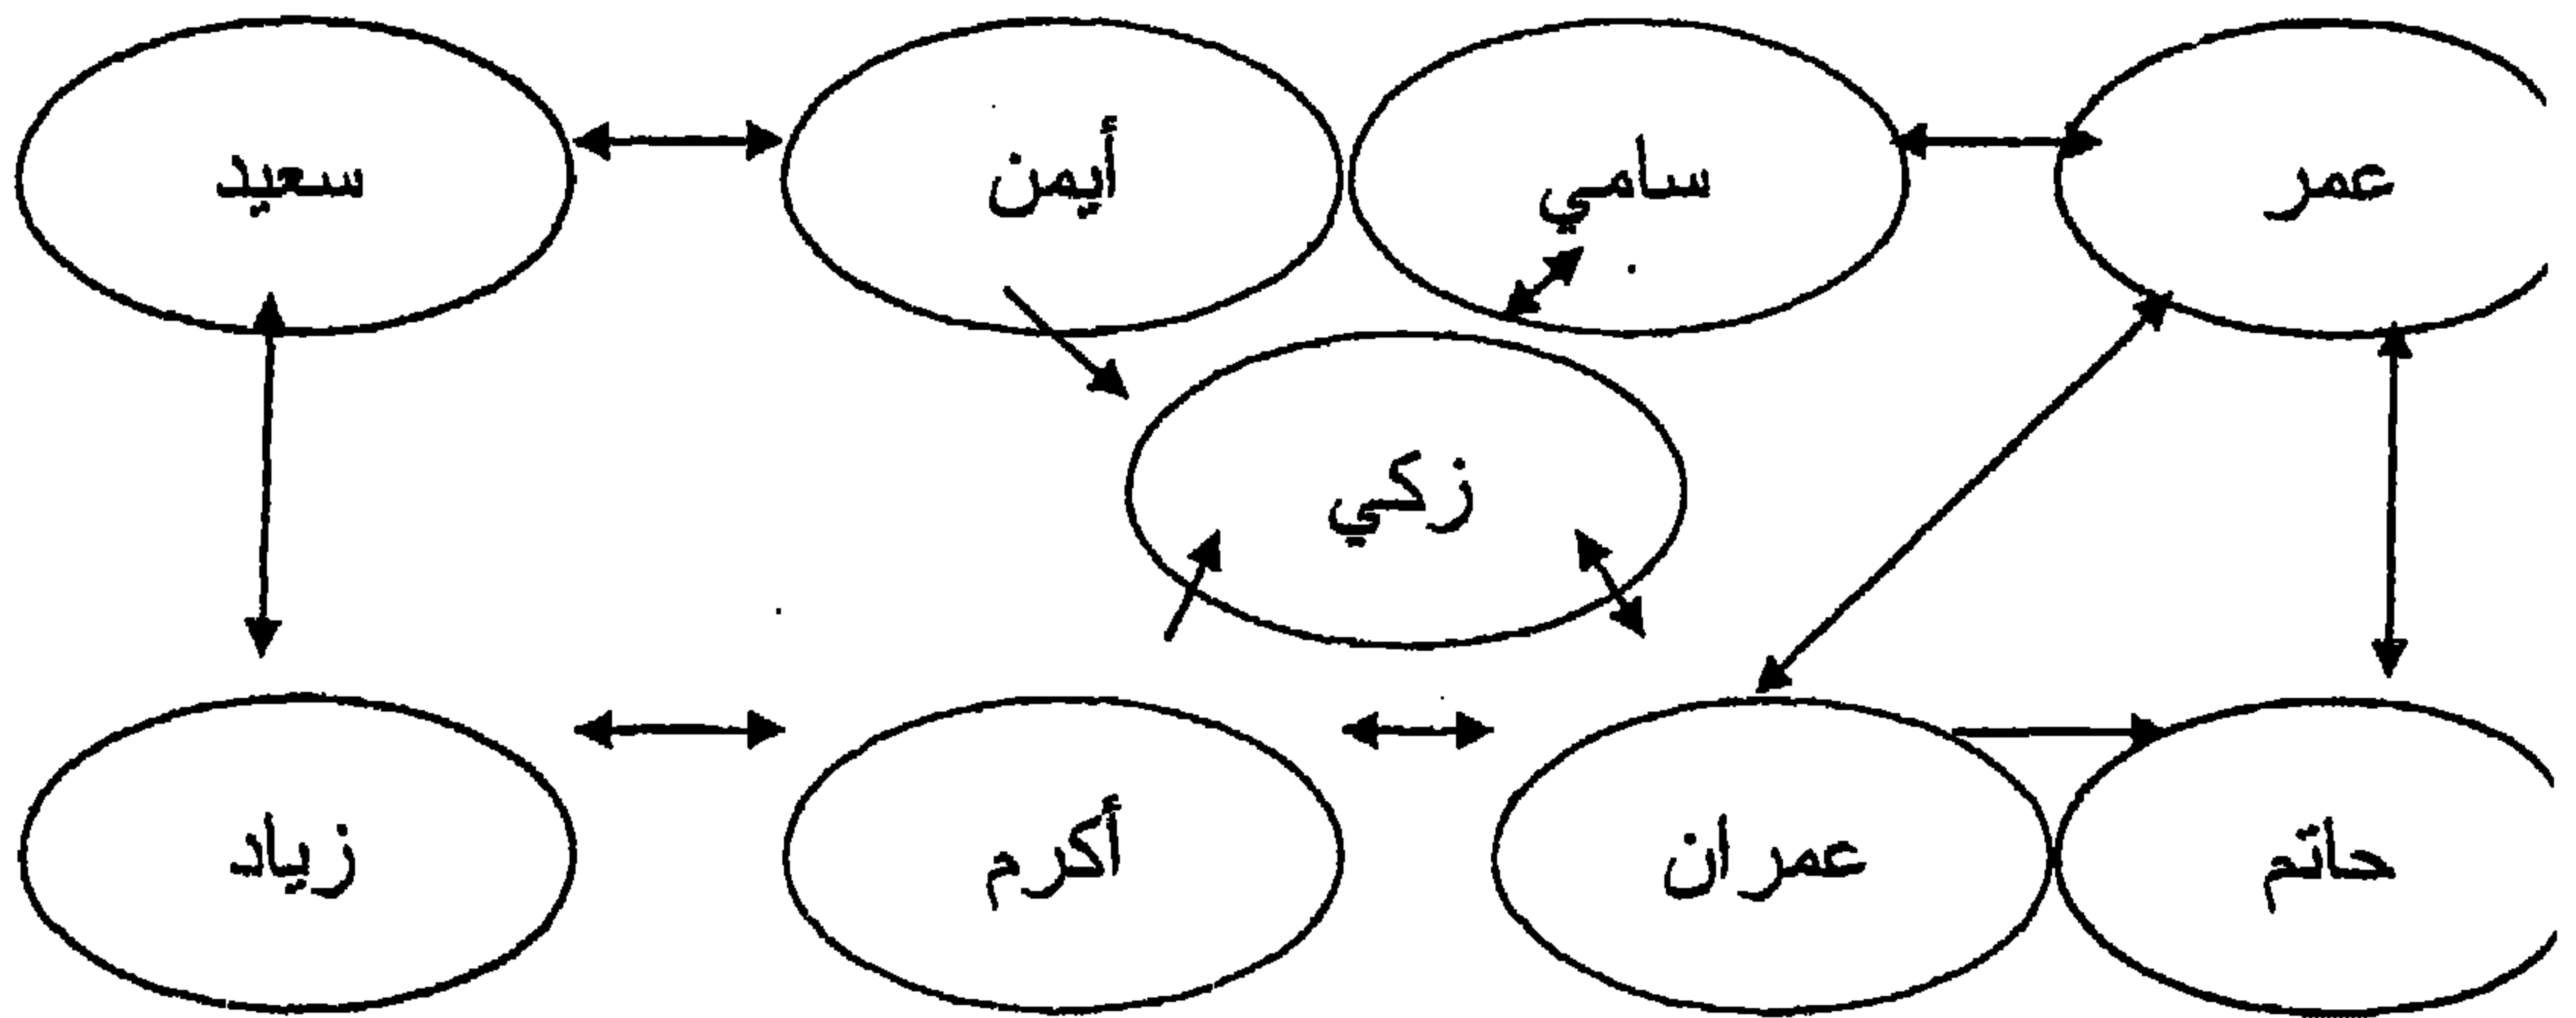 عمر
سامي
أيمن
سعيد
زكي
حاتم
عمران
أكرم
زياد